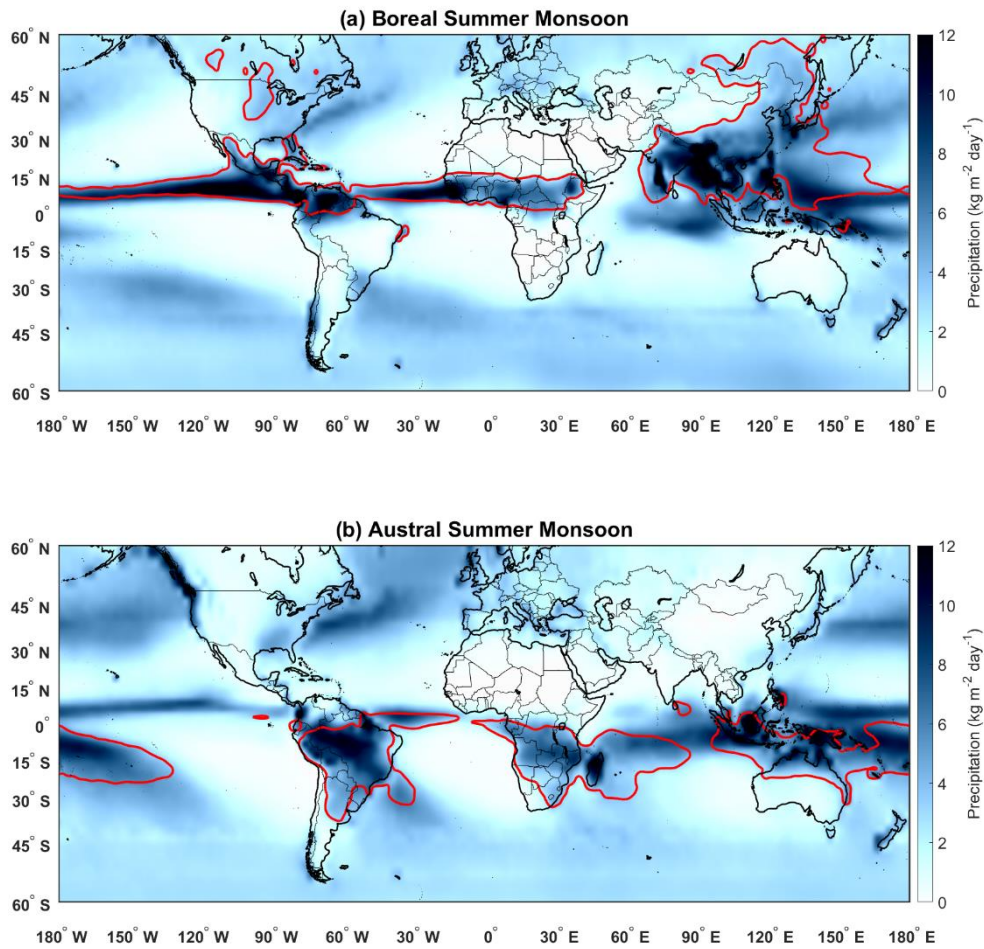 (a) Boreal Summer Monsoon
60° N
45° N
30° N
15° N
0°
15° S
30° S
45° S
60° S
180° W 150° W 120° W 90° W 60° W 30° W 0° 30° E 60° E 90° E 120° E 150° E 180° E
12
10
8
6
4
2
0
Precipitation (kg m⁻² day⁻¹)
(b) Austral Summer Monsoon
60° N
45° N
30° N
15° N
0°
15° S
30° S
45° S
60° S
180° W 150° W 120° W 90° W 60° W 30° W 0° 30° E 60° E 90° E 120° E 150° E 180° E
12
10
8
6
4
2
0
Precipitation (kg m⁻² day⁻¹)